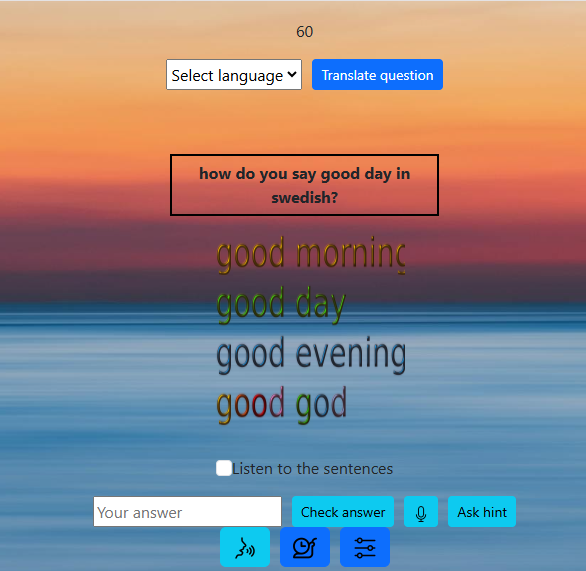 60
Select language
Translate question
how do you say good day in
swedish?
good morning
good day
good evening
good god
Listen to the sentences
Your answer
Check answer
Ask hint